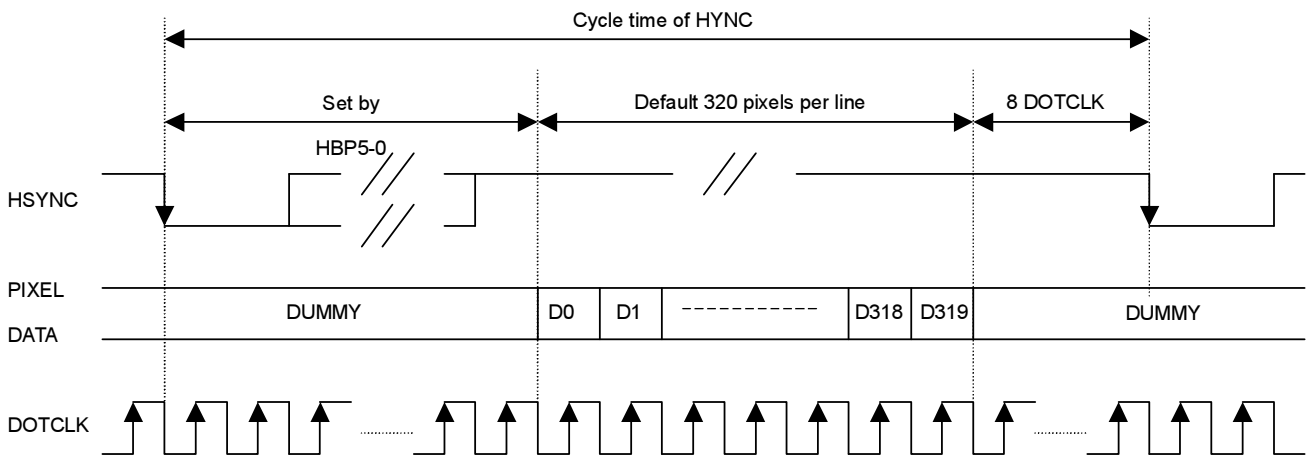 Cycle time of HYNC
Set by
Default 320 pixels per line
8 DOTCLK
HBP5-0
HSYNC
PIXEL
DUMMY
D0
D1
D318
D319
DUMMY
DATA
DOTCLK